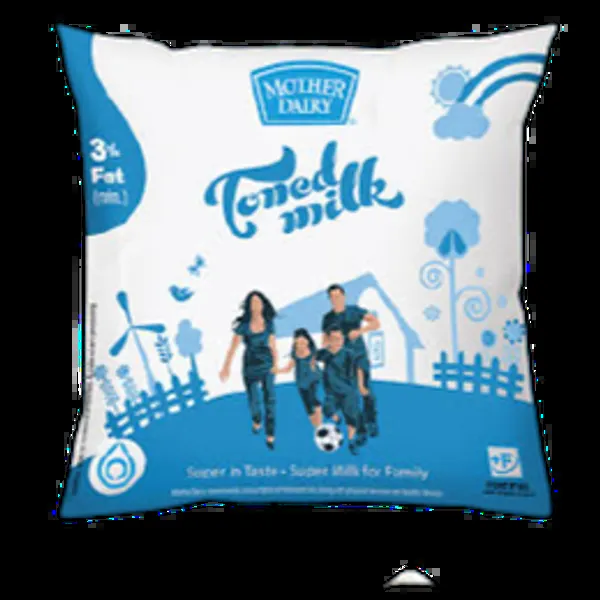 MOTHER
DAIRY
3%
Fat
(min.)
Toned
milk
Super in Taste • Super Milk for Family
+F